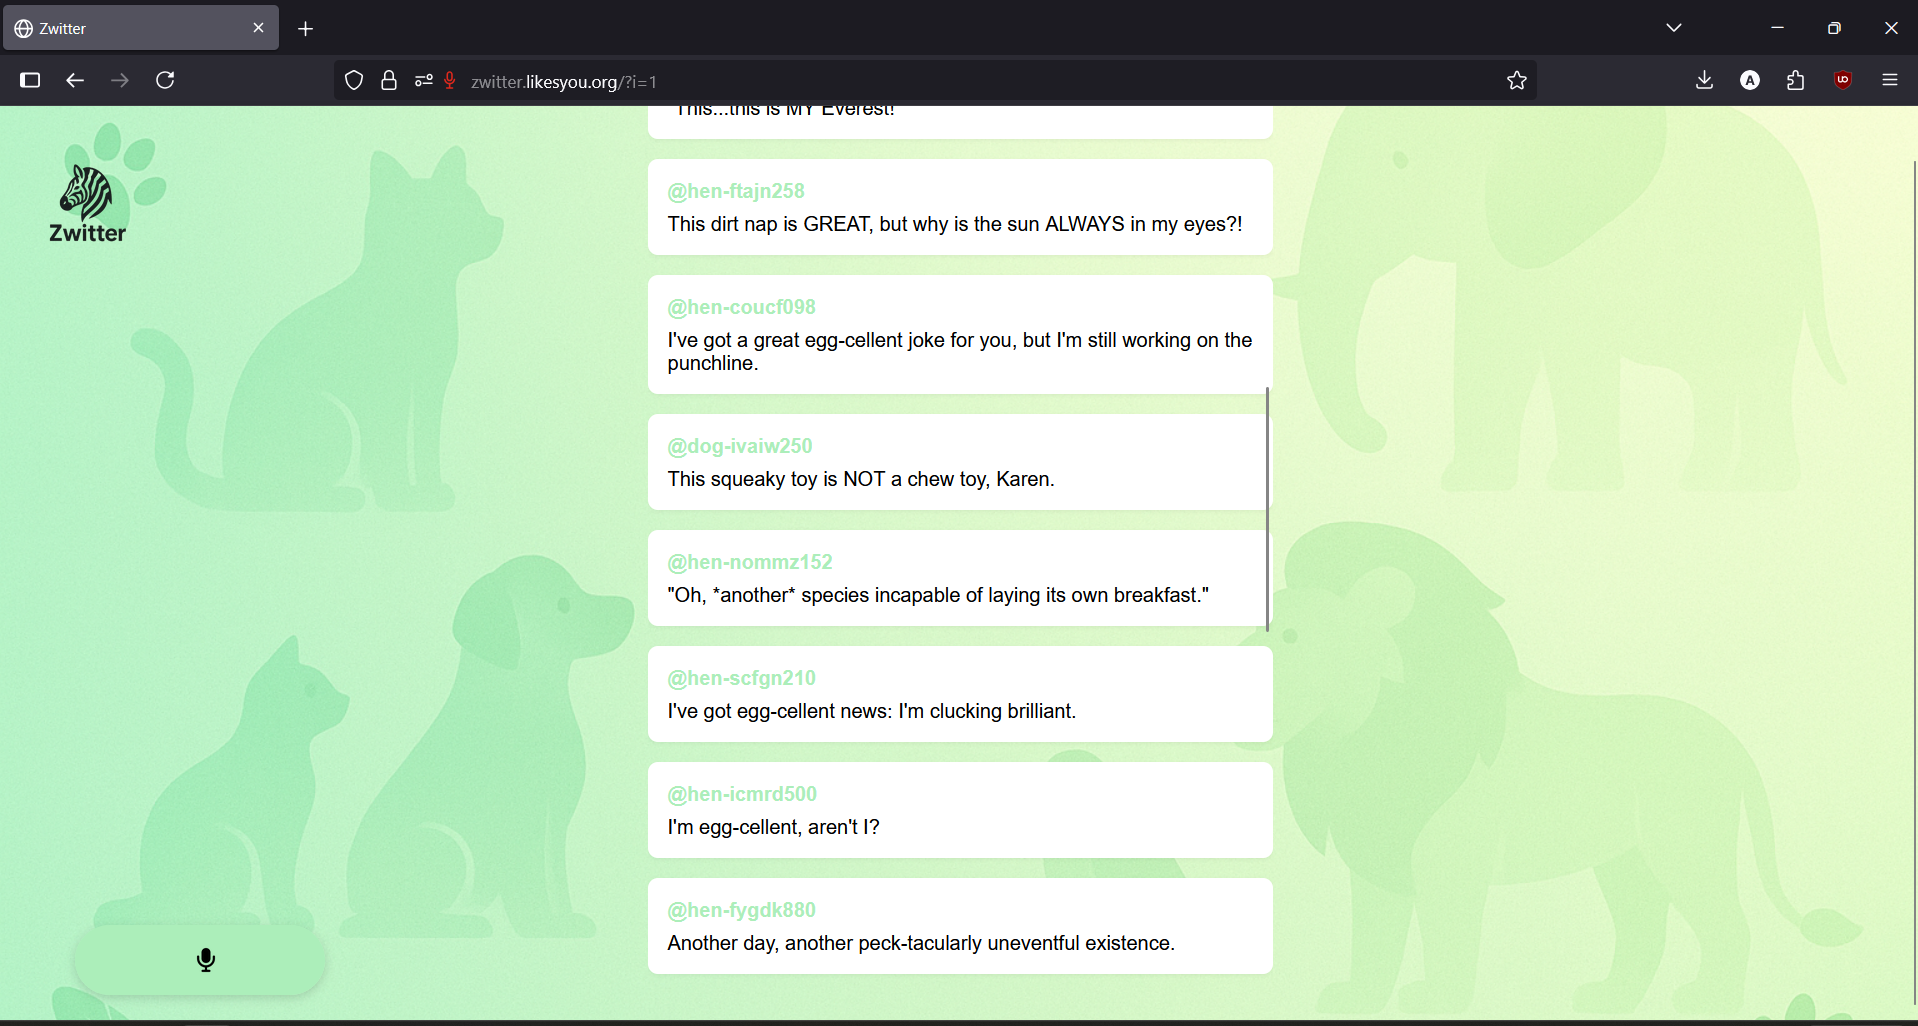 Zwitter
zwitter.likesyou.org/?i=1
A
Zwitter
"This...this is MY Everest!
@hen-ftajn258
This dirt nap is GREAT, but why is the sun ALWAYS in my eyes?!
@hen-coucf098
I've got a great egg-cellent joke for you, but I'm still working on the
punchline.
@dog-ivaiw250
This squeaky toy is NOT a chew toy, Karen.
@hen-nommz152
"Oh, *another* species incapable of laying its own breakfast."
@hen-scfgn210
I've got egg-cellent news: I'm clucking brilliant.
@hen-icmrd500
I'm egg-cellent, aren't I?
@hen-fygdk880
Another day, another peck-tacularly uneventful existence.